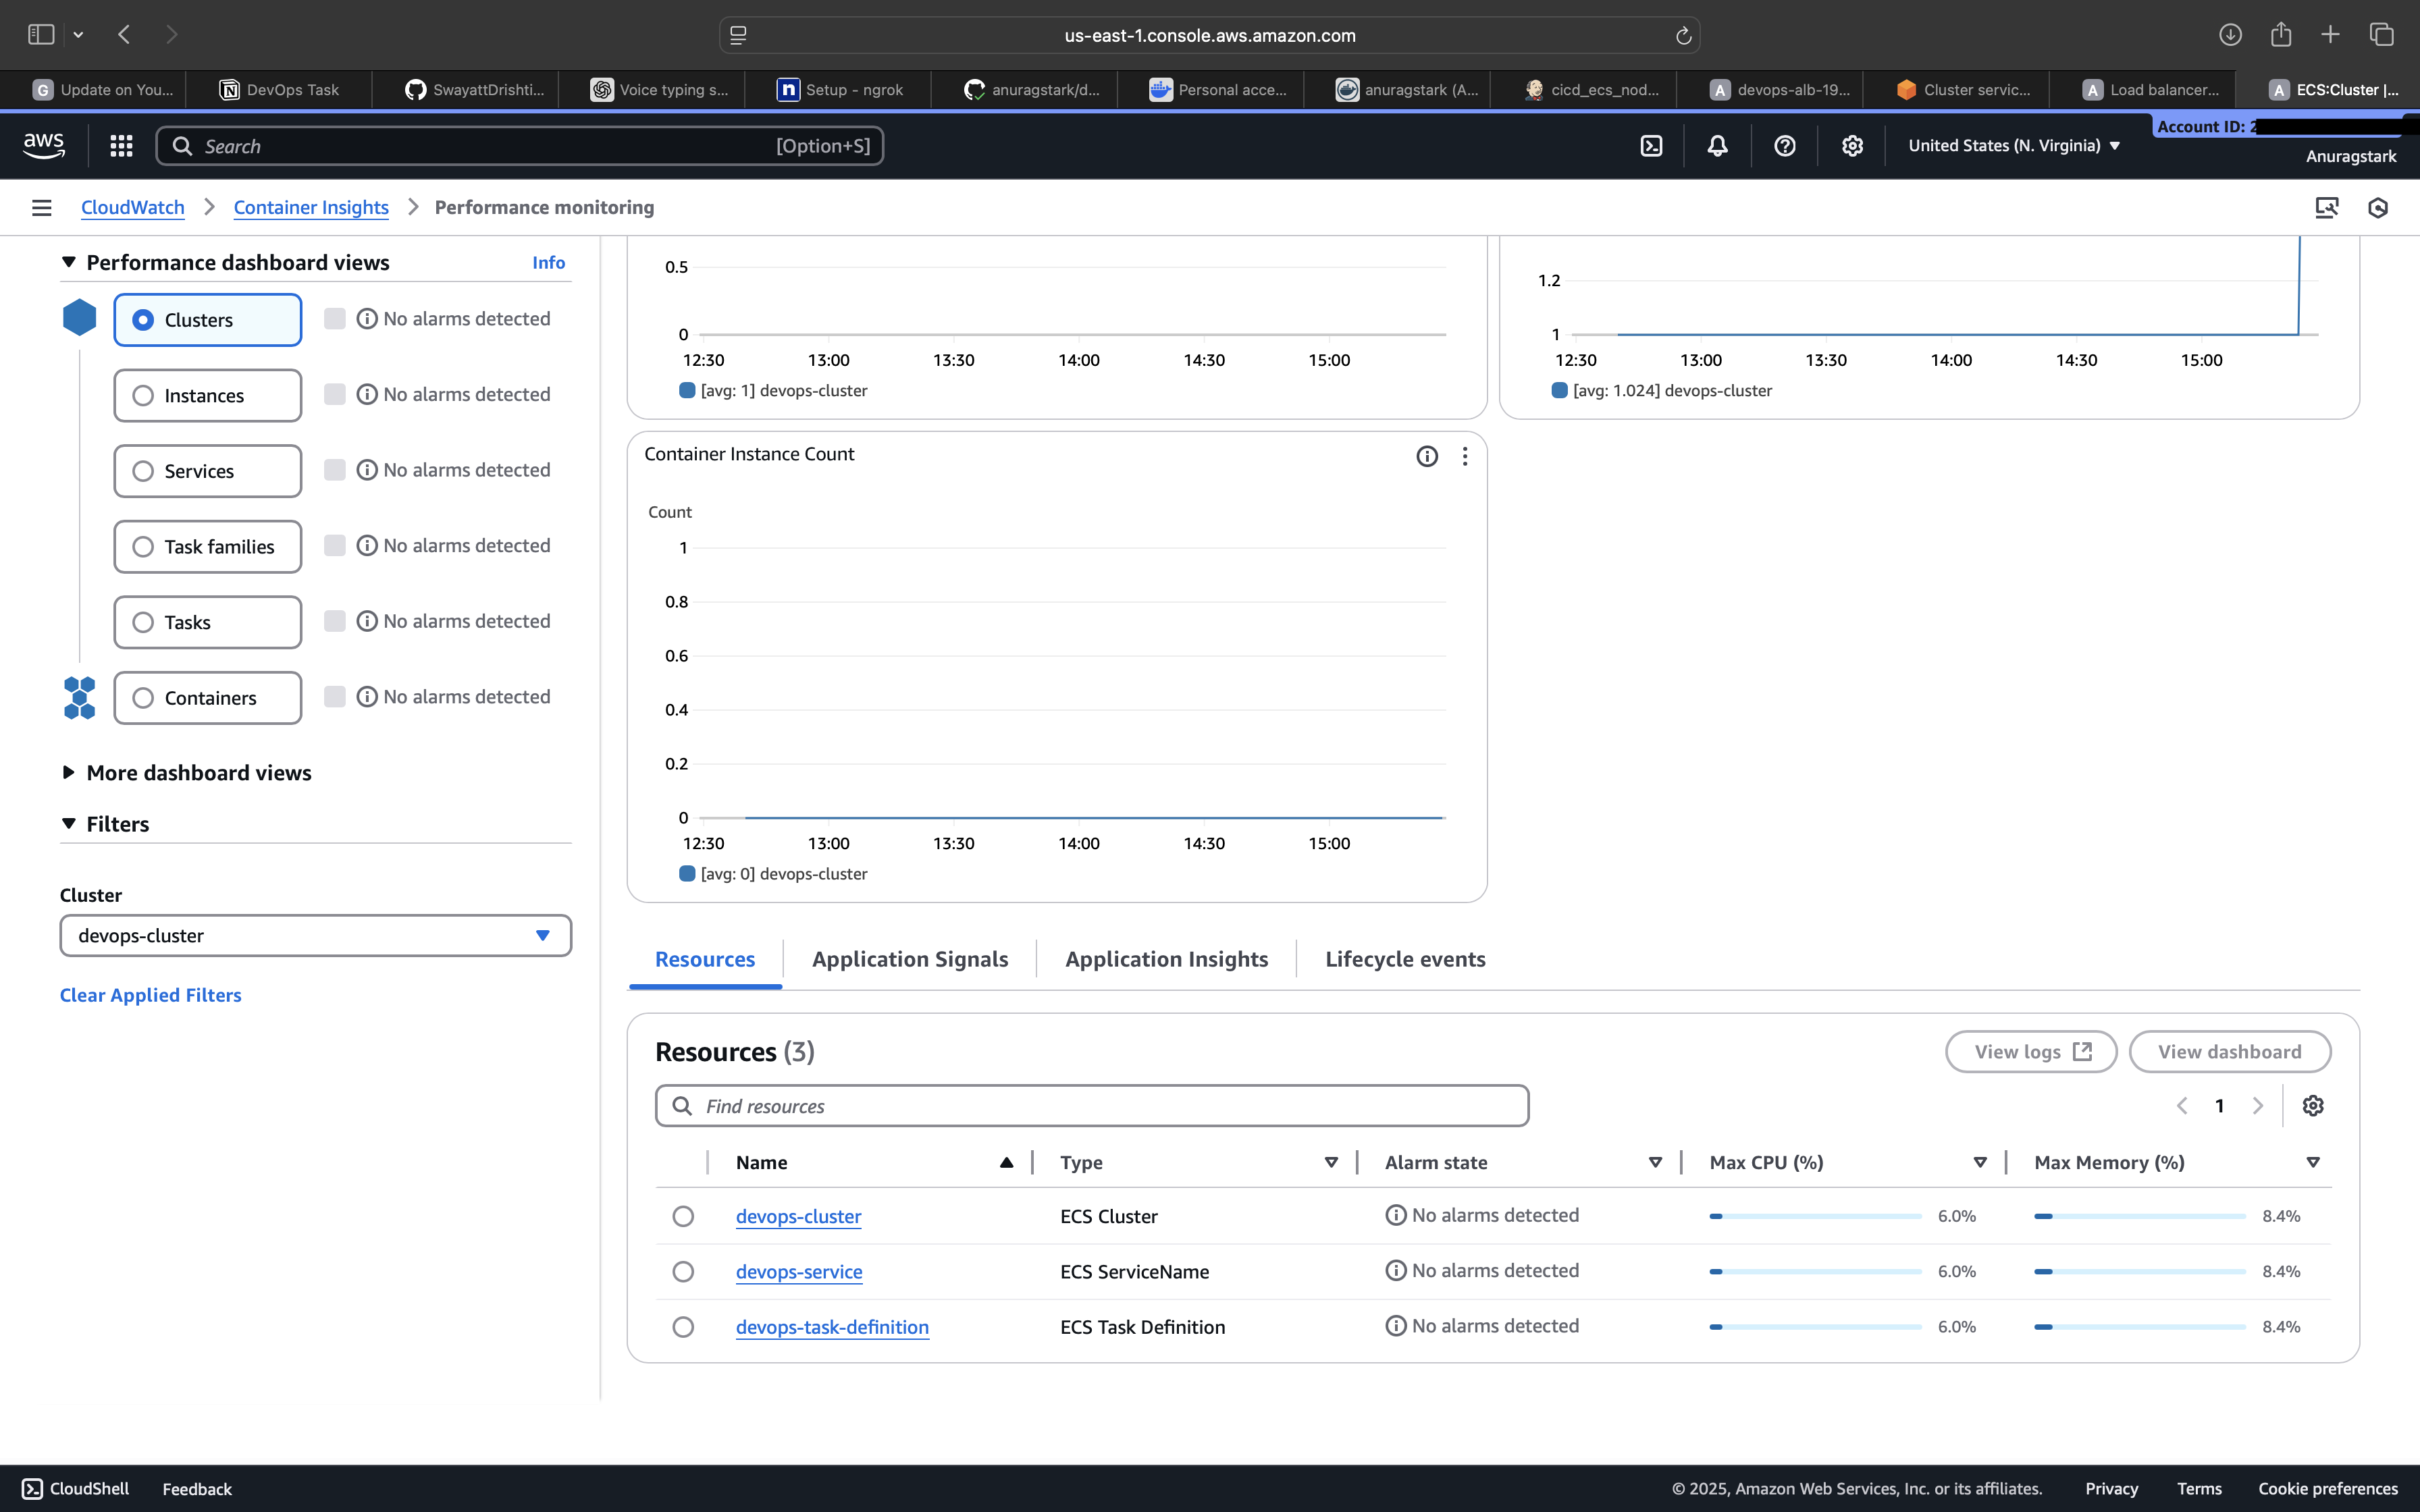 us-east-1.console.aws.amazon.com
G Update on You...
DevOps Task
SwayattDrishti...
Voice typing s...
n Setup - ngrok
anuragstark/d...
Personal acce...
anuragstark (A...
cicd_ecs_nod...
A devops-alb-19...
Cluster servic...
A Load balancer...
A ECS:Cluster |...
aws
Search
[Option+S]
United States (N. Virginia)
Account ID: 2
Anuragstark
CloudWatch
Container Insights
Performance monitoring
Performance dashboard views
Info
Clusters
No alarms detected
Instances
No alarms detected
Services
No alarms detected
Task families
No alarms detected
Tasks
No alarms detected
Containers
No alarms detected
More dashboard views
Filters
Cluster
devops-cluster
Clear Applied Filters
0.5
0
12:30 13:00 13:30 14:00 14:30 15:00
[avg: 1] devops-cluster
1.2
1
12:30 13:00 13:30 14:00 14:30 15:00
[avg: 1.024] devops-cluster
Container Instance Count
Count
1
0.8
0.6
0.4
0.2
0
12:30 13:00 13:30 14:00 14:30 15:00
[avg: 0] devops-cluster
Resources
Application Signals
Application Insights
Lifecycle events
Resources (3)
View logs
View dashboard
Find resources
1
Name Type Alarm state Max CPU (%) Max Memory (%)
devops-cluster ECS Cluster No alarms detected 6.0% 8.4%
devops-service ECS ServiceName No alarms detected 6.0% 8.4%
devops-task-definition ECS Task Definition No alarms detected 6.0% 8.4%
CloudShell
Feedback
© 2025, Amazon Web Services, Inc. or its affiliates.
Privacy
Terms
Cookie preferences